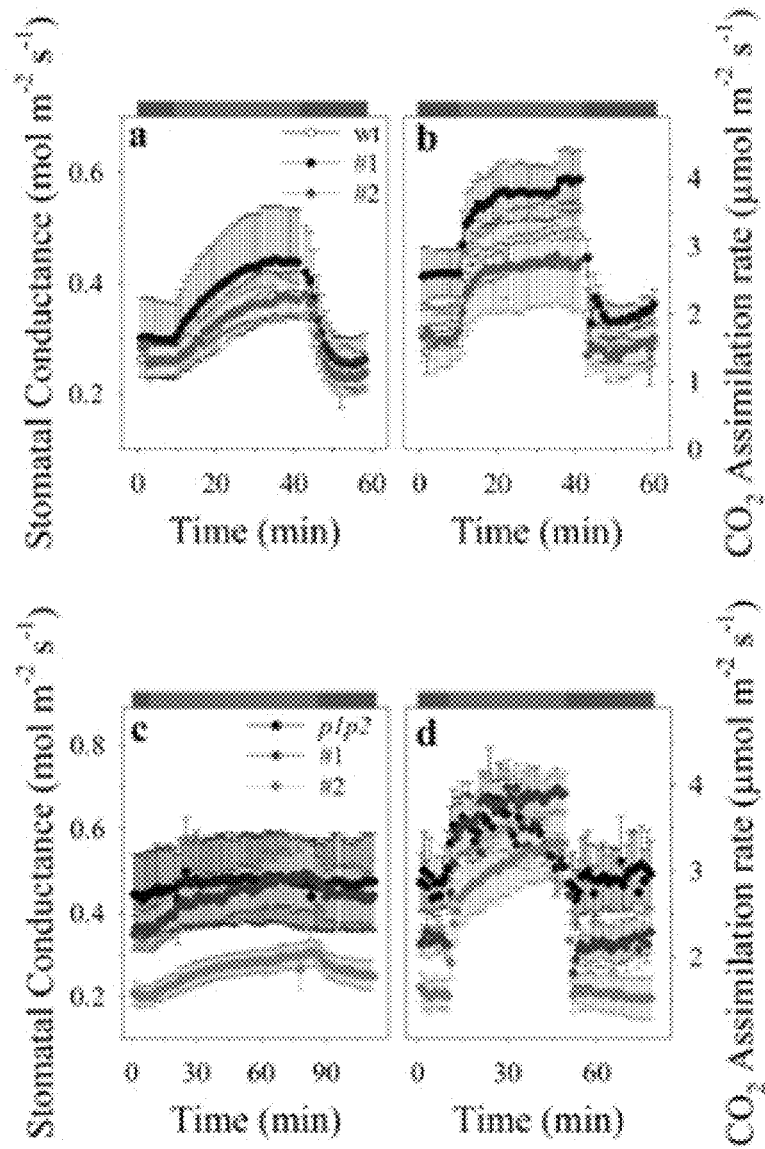 Stomatal Conductance (mol m⁻² s⁻¹)
0.6
0.4
0.2
a
wt
#1
#2
0 20 40 60
Time (min)
b
4
3
2
1
0
0 20 40 60
Time (min)
CO₂ Assimilation rate (μmol m⁻² s⁻¹)
Stomatal Conductance (mol m⁻² s⁻¹)
0.8
0.6
0.4
0.2
c
p1p2
#1
#2
0 30 60 90
Time (min)
d
4
3
2
0 30 60
Time (min)
CO₂ Assimilation rate (μmol m⁻² s⁻¹)